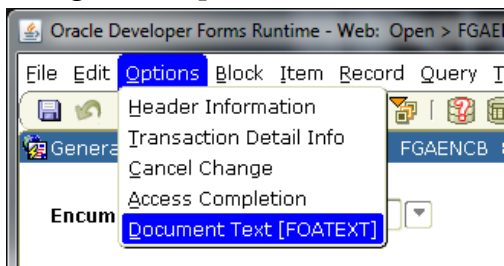 Oracle Developer Forms Runtime - Web: Open > FGAE
File Edit Options Block Item Record Query T
Header Information
Transaction Detail Info
Genera FGAENCB
Cancel Change
Access Completion
Encum
Document Text [FOATEXT]